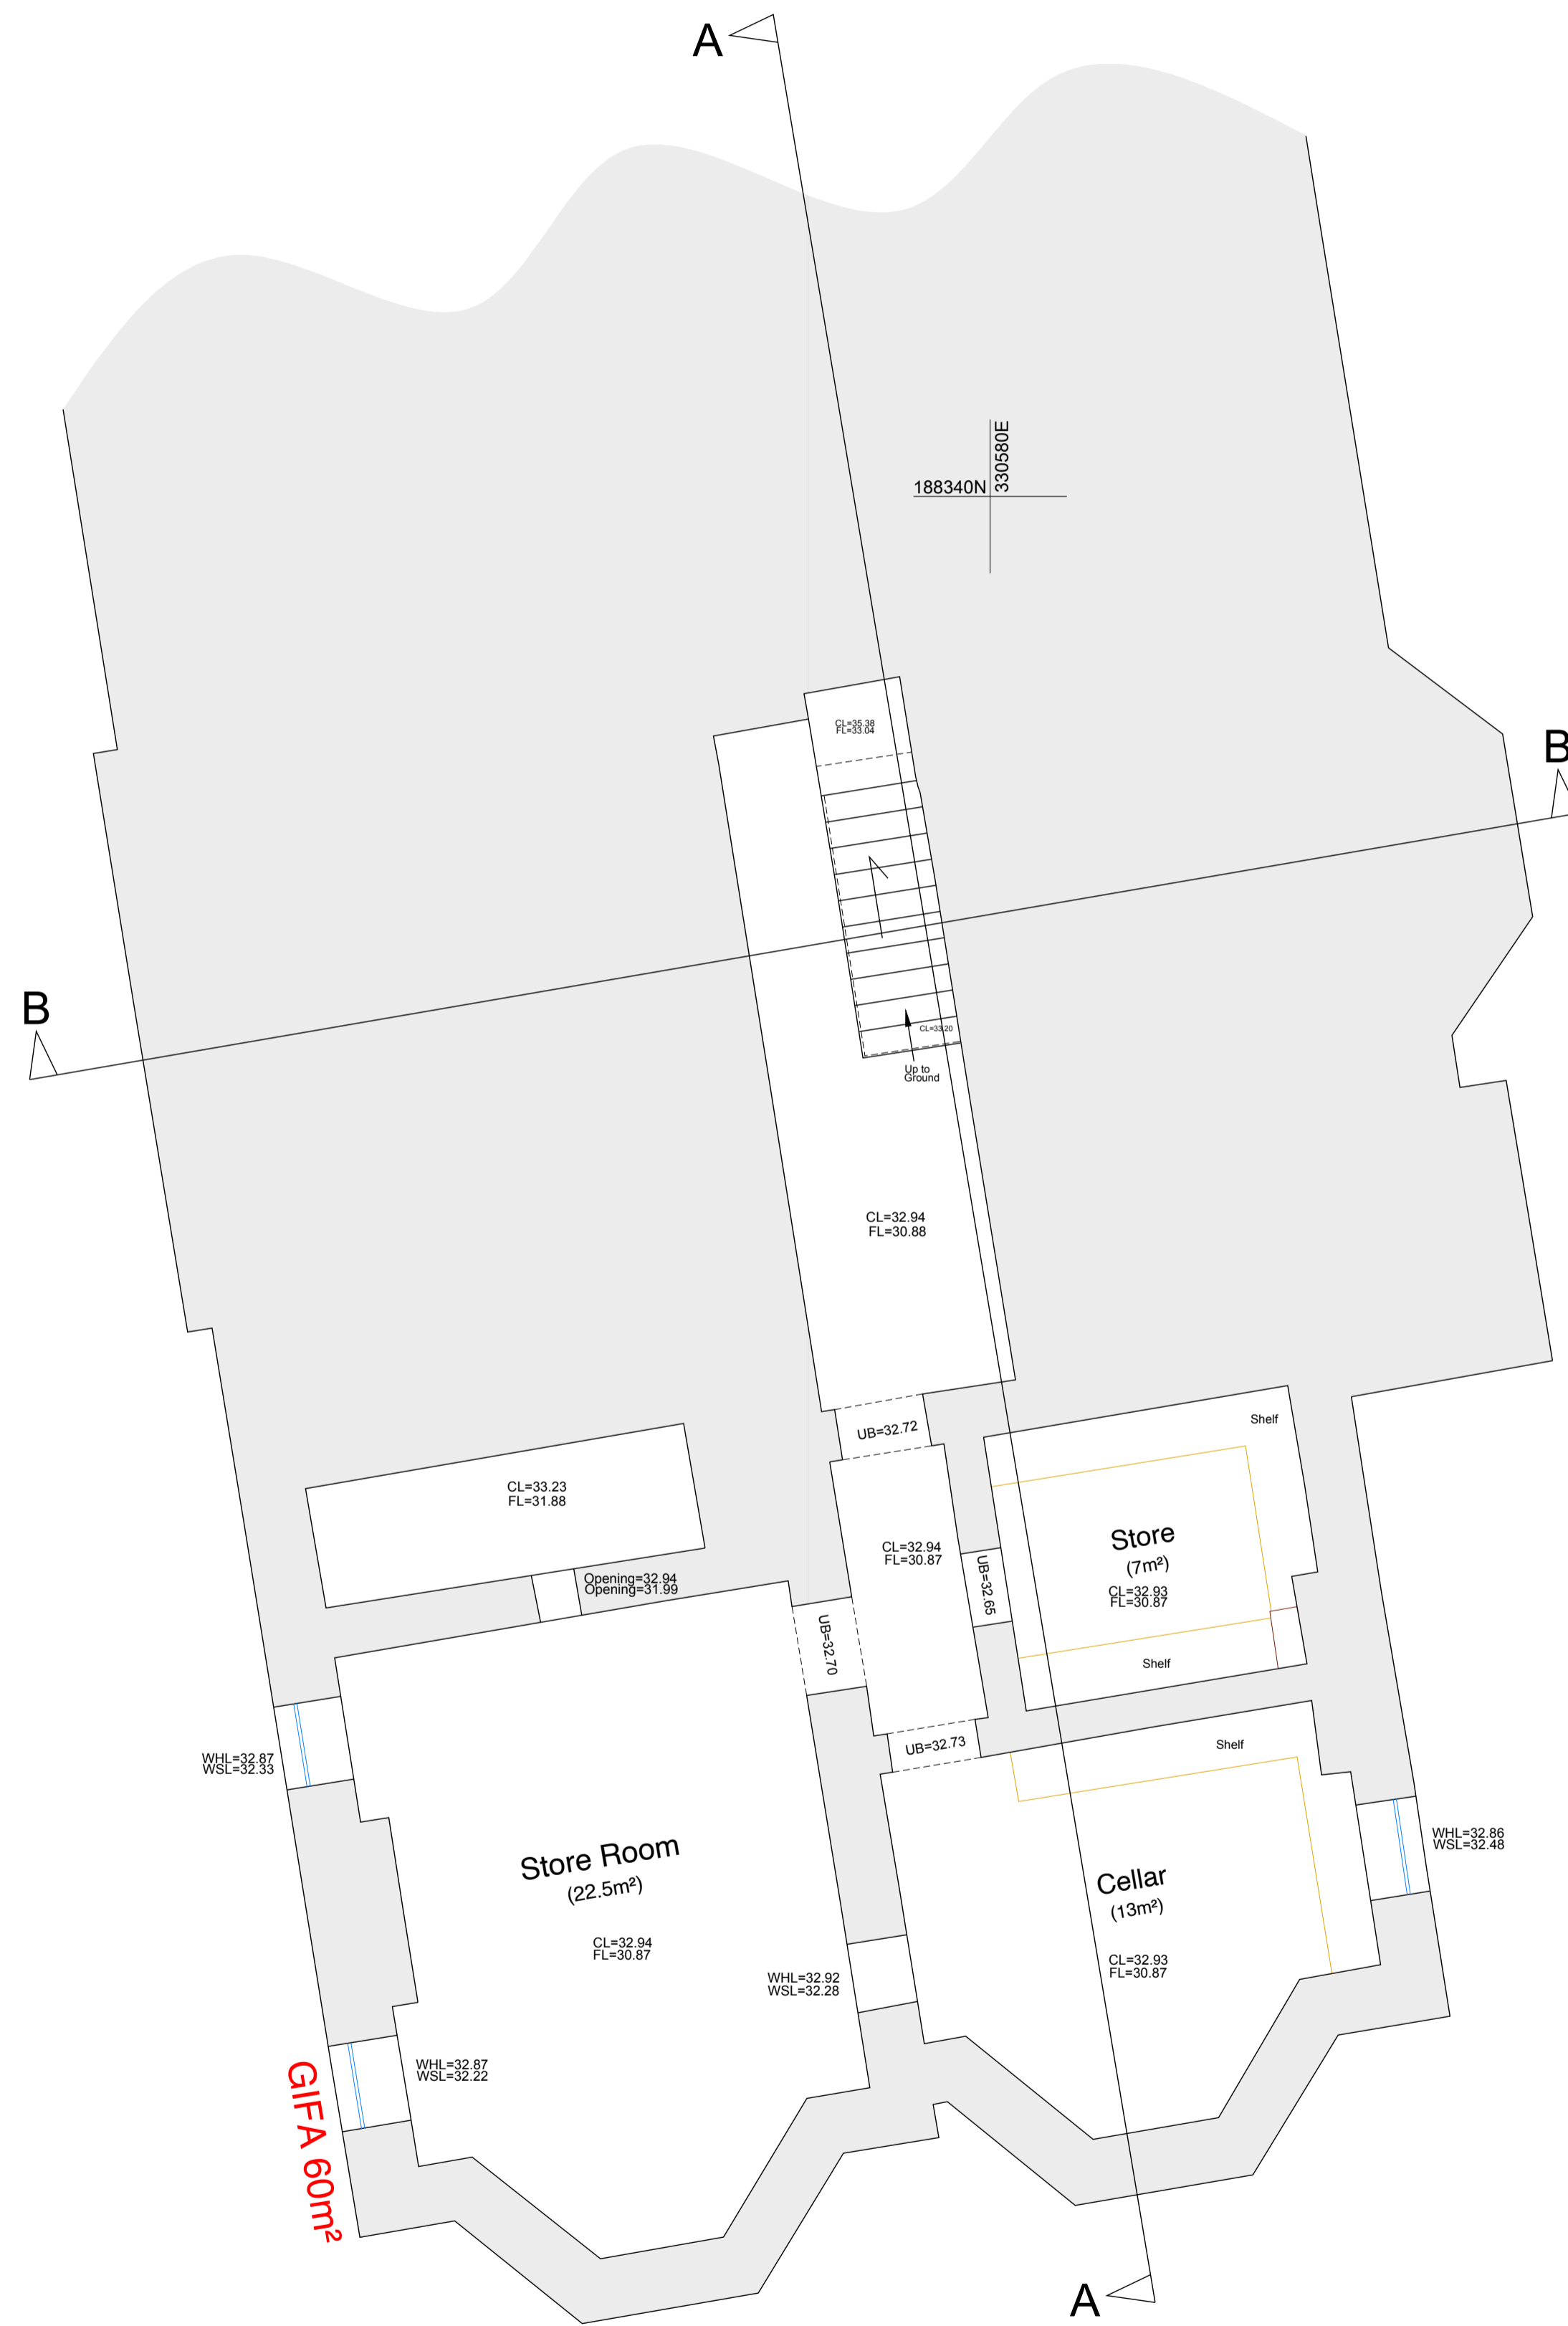 A
330580E
188340N
CL=35.38
FL=33.04
B
B
CL=33.20
Up to
Ground
CL=32.94
FL=30.88
UB=32.72
Shelf
CL=33.23
FL=31.88
Store
(7m²)
CL=32.93
FL=30.87
CL=32.94
FL=30.87
UB=32.65
Opening=32.94
Opening=31.99
UB=32.70
Shelf
UB=32.73
Shelf
WHL=32.87
WSL=32.33
WHL=32.86
WSL=32.48
Store Room
(22.5m²)
CL=32.94
FL=30.87
Cellar
(13m²)
CL=32.93
FL=30.87
WHL=32.92
WSL=32.28
WHL=32.87
WSL=32.22
GIFA 60m²
A